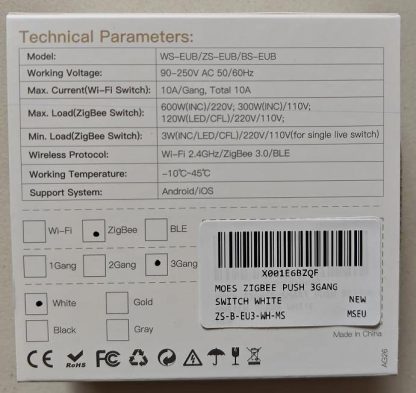 Technical Parameters:
Model: WS-EUB/ZS-EUB/BS-EUB
Working Voltage: 90-250V AC 50/60Hz
Max. Current(Wi-Fi Switch): 10A/Gang, Total 10A
Max. Load(ZigBee Switch): 600W(INC)/220V; 300W(INC)/110V;
120W(LED/CFL)/220V/110V;
Min. Load(ZigBee Switch): 3W(INC/LED/CFL)/220V/110V(for single live switch)
Wireless Protocol: Wi-Fi 2.4GHz/ZigBee 3.0/BLE
Working Temperature: -10℃~45℃
Support System: Android/iOS
Wi-Fi ZigBee BLE
1Gang 2Gang 3Gang
White Gold
Black Gray
X001E6BZQF
MOES ZIGBEE PUSH 3GANG
SWITCH WHITE NEW
ZS-B-EU3-WH-MS MSEU
Made In China
CE RoHS FC
AG26